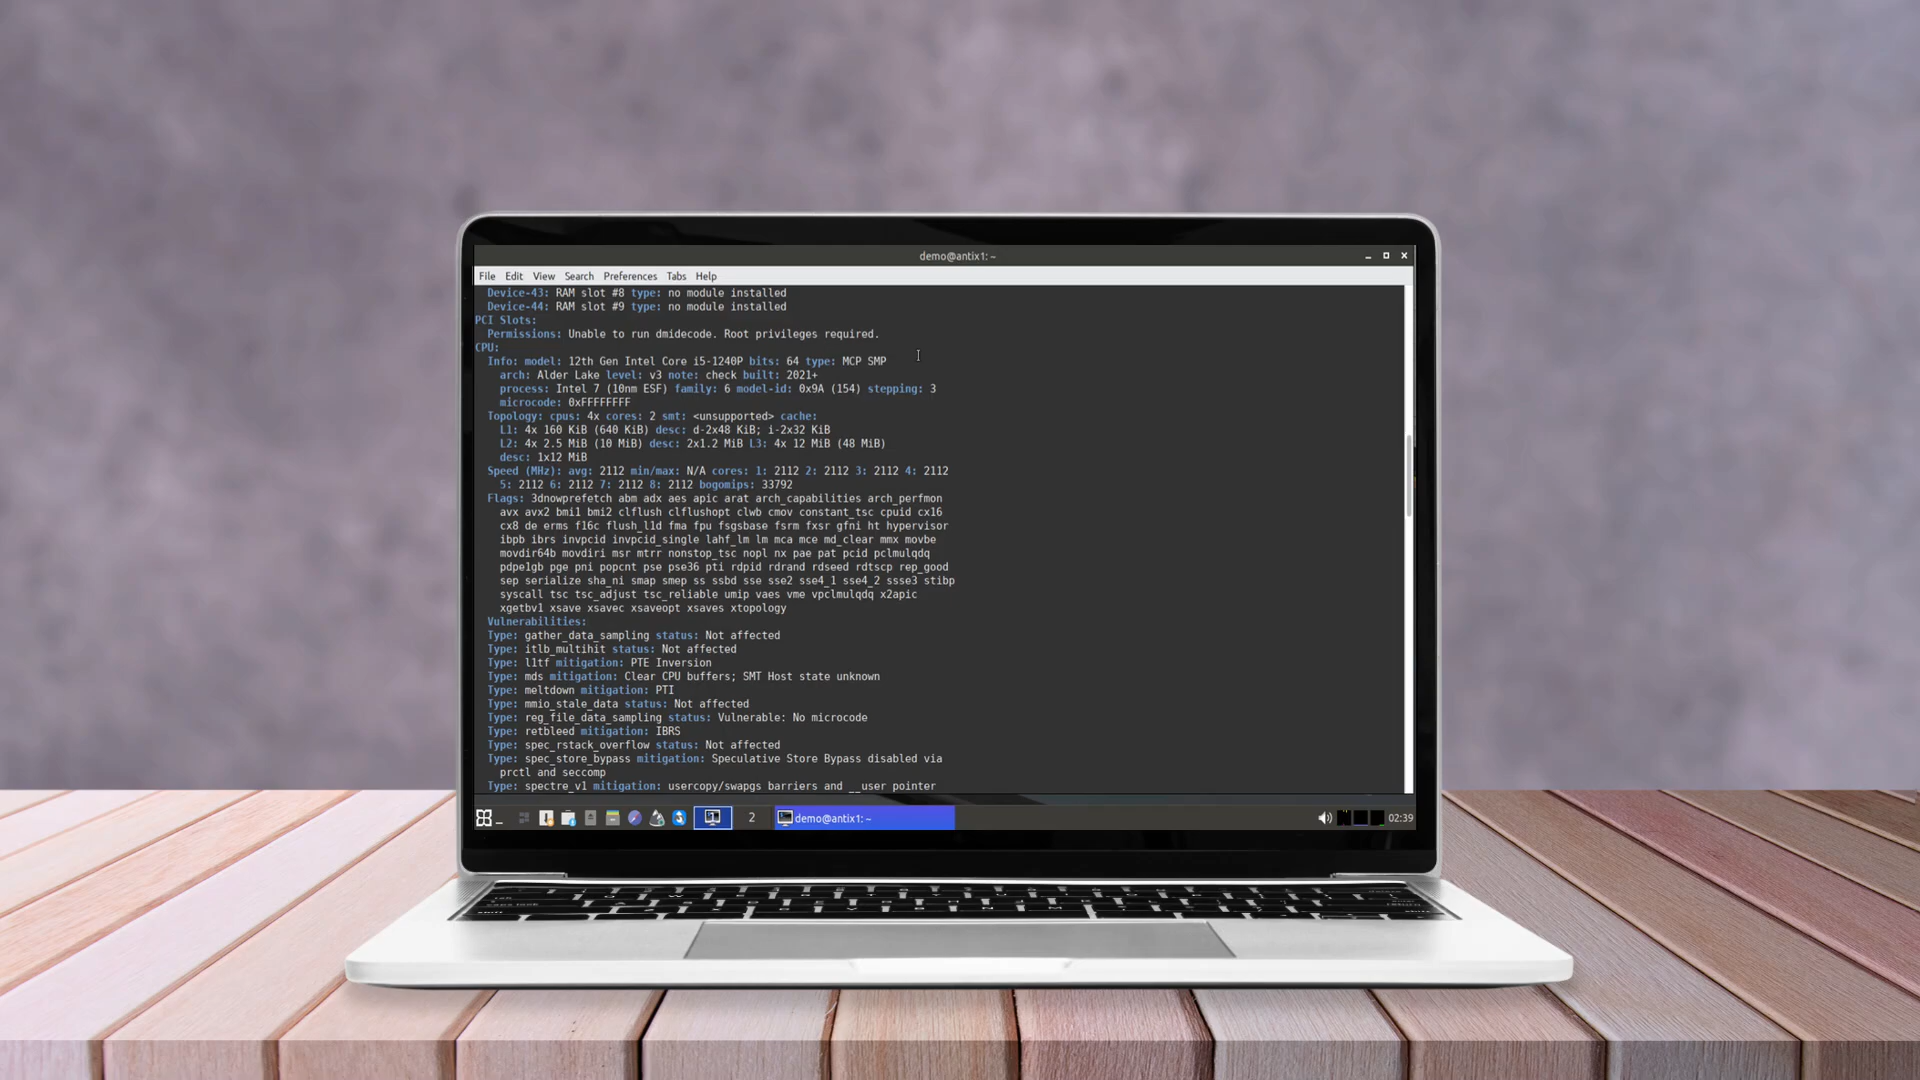 demo@antix1: ~
File Edit View Search Preferences Tabs Help
Device-43: RAM slot #8 type: no module installed
Device-44: RAM slot #9 type: no module installed
PCI Slots:
Permissions: Unable to run dmidecode. Root privileges required.
CPU:
Info: model: 12th Gen Intel Core i5-1240P bits: 64 type: MCP SMP
arch: Alder Lake level: v3 note: check built: 2021+
process: Intel 7 (10nm ESF) family: 6 model-id: 0x9A (154) stepping: 3
microcode: 0xFFFFFFFF
Topology: cpus: 4x cores: 2 smt: <unsupported> cache:
L1: 4x 160 KiB (640 KiB) desc: d-2x48 KiB; i-2x32 KiB
L2: 4x 2.5 MiB (10 MiB) desc: 2x1.2 MiB L3: 4x 12 MiB (48 MiB)
desc: 1x12 MiB
Speed (MHz): avg: 2112 min/max: N/A cores: 1: 2112 2: 2112 3: 2112 4: 2112
5: 2112 6: 2112 7: 2112 8: 2112 bogomips: 33792
Flags: 3dnowprefetch abm adx aes apic arat arch_capabilities arch_perfmon
avx avx2 bmi1 bmi2 clflush clflushopt clwb cmov constant_tsc cpuid cx16
cx8 de erms f16c flush_l1d fma fpu fsgsbase fsrm fxsr gfni ht hypervisor
ibpb ibrs invpcid invpcid_single lahf_lm lm mca mce md_clear mmx movbe
movdir64b movdiri msr mtrr nonstop_tsc nopl nx pae pat pcid pclmulqdq
pdpe1gb pge pni popcnt pse pse36 pti rdpid rdrand rdseed rdtscp rep_good
sep serialize sha_ni smap smep ss ssbd sse sse2 sse4_1 sse4_2 ssse3 stibp
syscall tsc tsc_adjust tsc_reliable umip vaes vme vpclmulqdq x2apic
xgetbv1 xsave xsavec xsaveopt xsaves xtopology
Vulnerabilities:
Type: gather_data_sampling status: Not affected
Type: itlb_multihit status: Not affected
Type: l1tf mitigation: PTE Inversion
Type: mds mitigation: Clear CPU buffers; SMT Host state unknown
Type: meltdown mitigation: PTI
Type: mmio_stale_data status: Not affected
Type: reg_file_data_sampling status: Vulnerable: No microcode
Type: retbleed mitigation: IBRS
Type: spec_rstack_overflow status: Not affected
Type: spec_store_bypass mitigation: Speculative Store Bypass disabled via
prctl and seccomp
Type: spectre_v1 mitigation: usercopy/swapgs barriers and __user pointer
1 2 demo@antix1: ~ 02:39